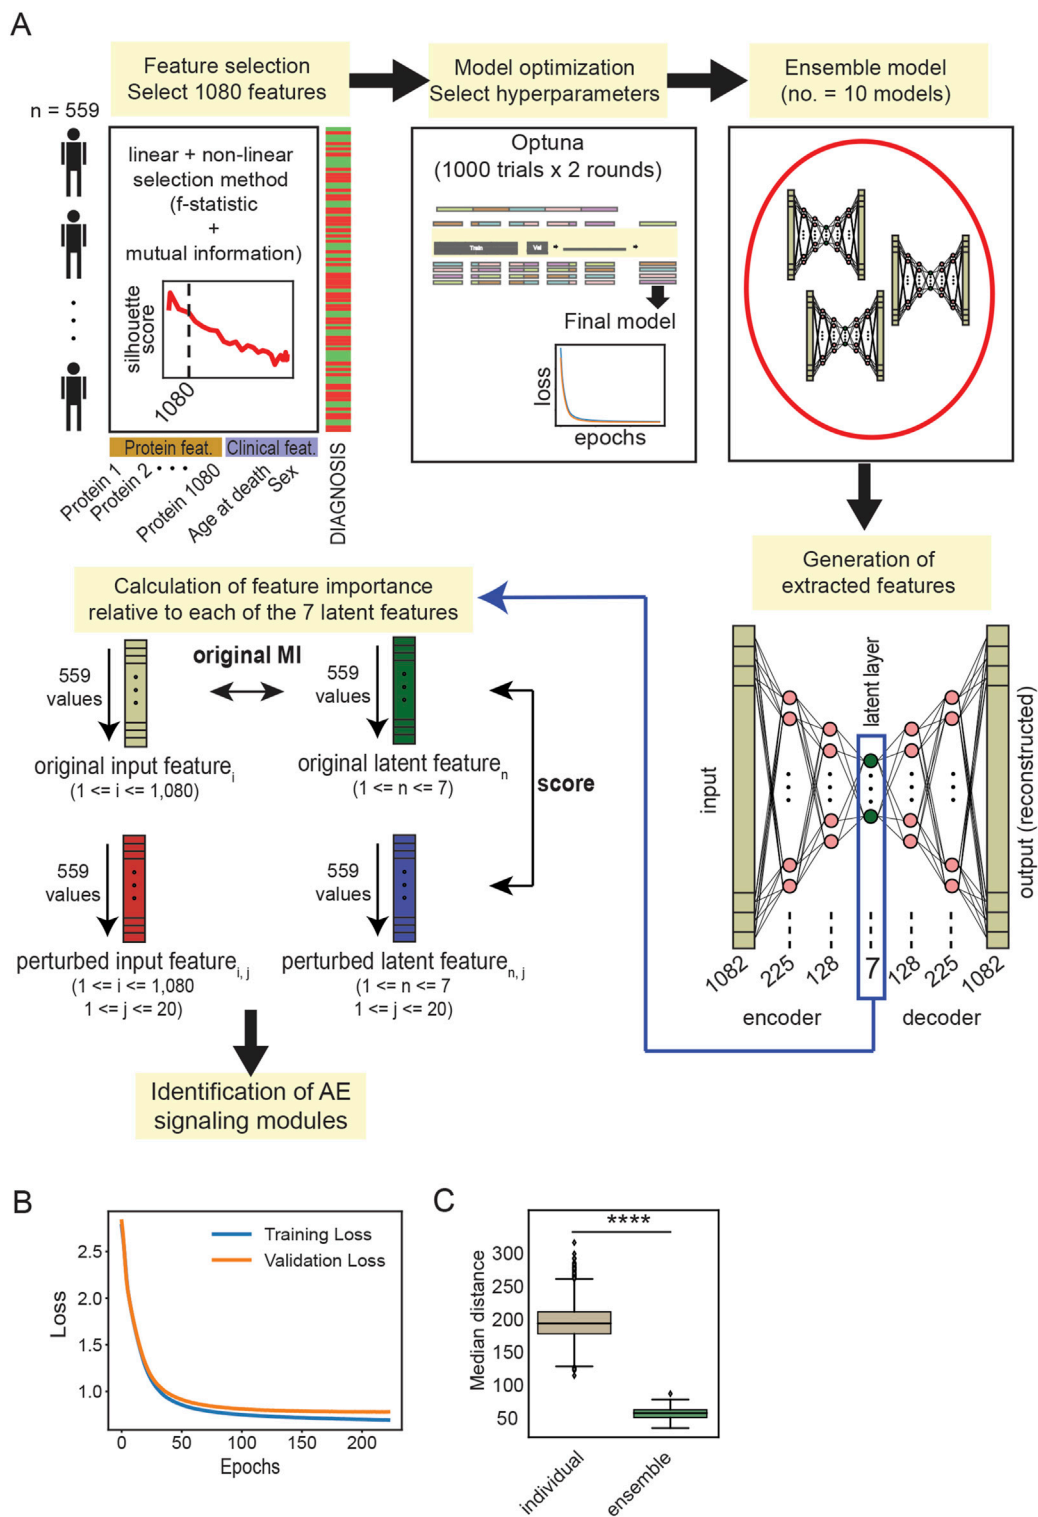 A
Feature selection
Select 1080 features
Model optimization
Select hyperparameters
Ensemble model
(no. = 10 models)
n = 559
linear + non-linear
selection method
(f-statistic
+
mutual information)
silhouette
score
1080
Protein feat.
Clinical feat.
Protein 1
Protein 2
Protein 1080
Age at death
Sex
DIAGNOSIS
Optuna
(1000 trials x 2 rounds)
Train
Val
Final model
loss
epochs
Generation of
extracted features
Calculation of feature importance
relative to each of the 7 latent features
559
values
original MI
559
values
original input feature i
(1 <= i <= 1,080)
original latent feature n
(1 <= n <= 7)
score
559
values
559
values
perturbed input feature i, j
(1 <= i <= 1,080
1 <= j <= 20)
perturbed latent feature n, j
(1 <= n <= 7
1 <= j <= 20)
Identification of AE
signaling modules
input
latent layer
output (reconstructed)
1082
225
128
7
128
225
1082
encoder
decoder
B
Training Loss
Validation Loss
Loss
2.5
2.0
1.5
1.0
0
50
100
150
200
Epochs
C
****
Median distance
300
250
200
150
100
50
individual
ensemble